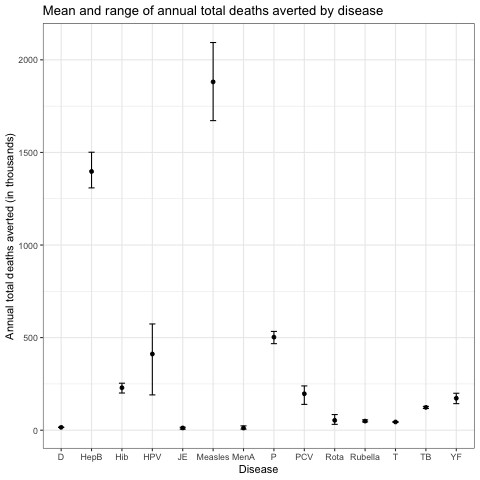 Mean and range of annual total deaths averted by disease
Annual total deaths averted (in thousands)
2000
1500
1000
500
0
D HepB Hib HPV JE Measles MenA P PCV Rota Rubella T TB YF
Disease